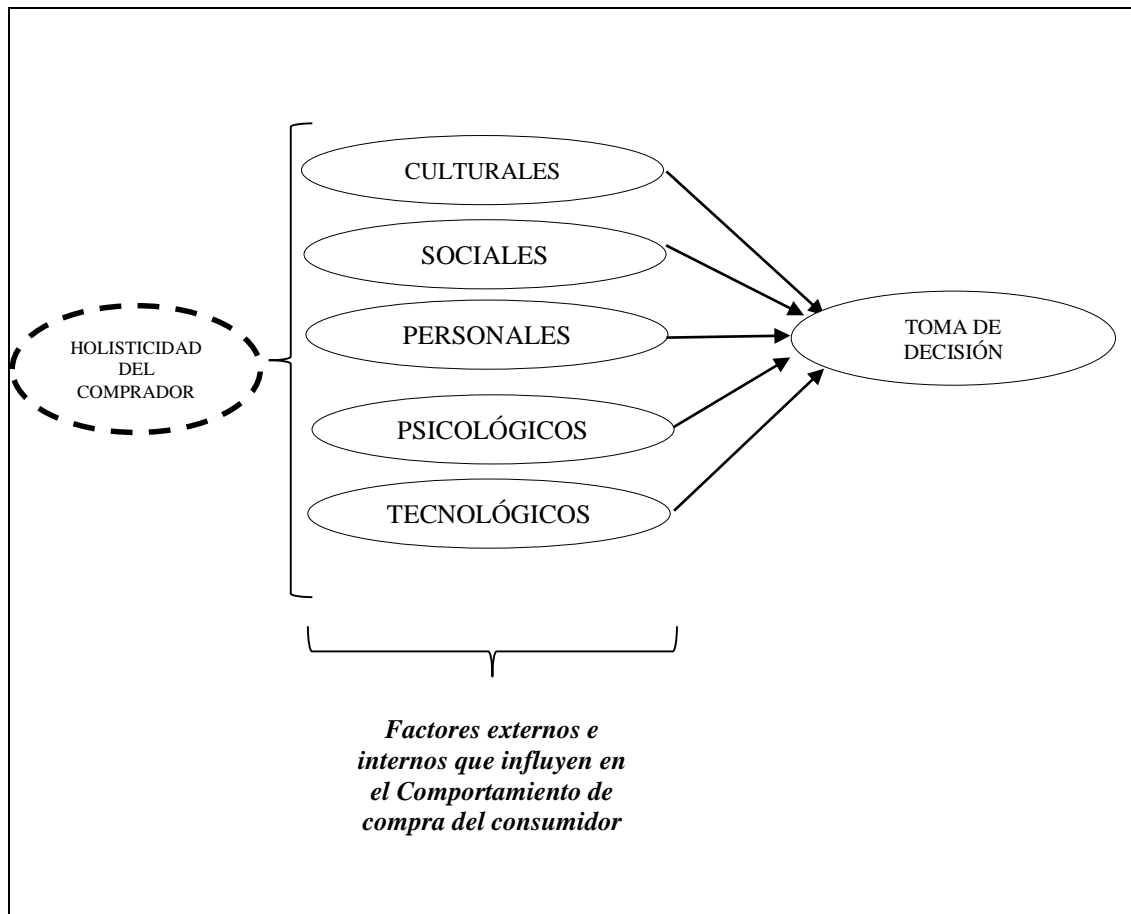 CULTURALES
SOCIALES
PERSONALES
PSICOLÓGICOS
TECNOLÓGICOS
HOLISTICIDAD
DEL
COMPRADOR
TOMA DE
DECISIÓN
Factores externos e
internos que influyen en
el Comportamiento de
compra del consumidor